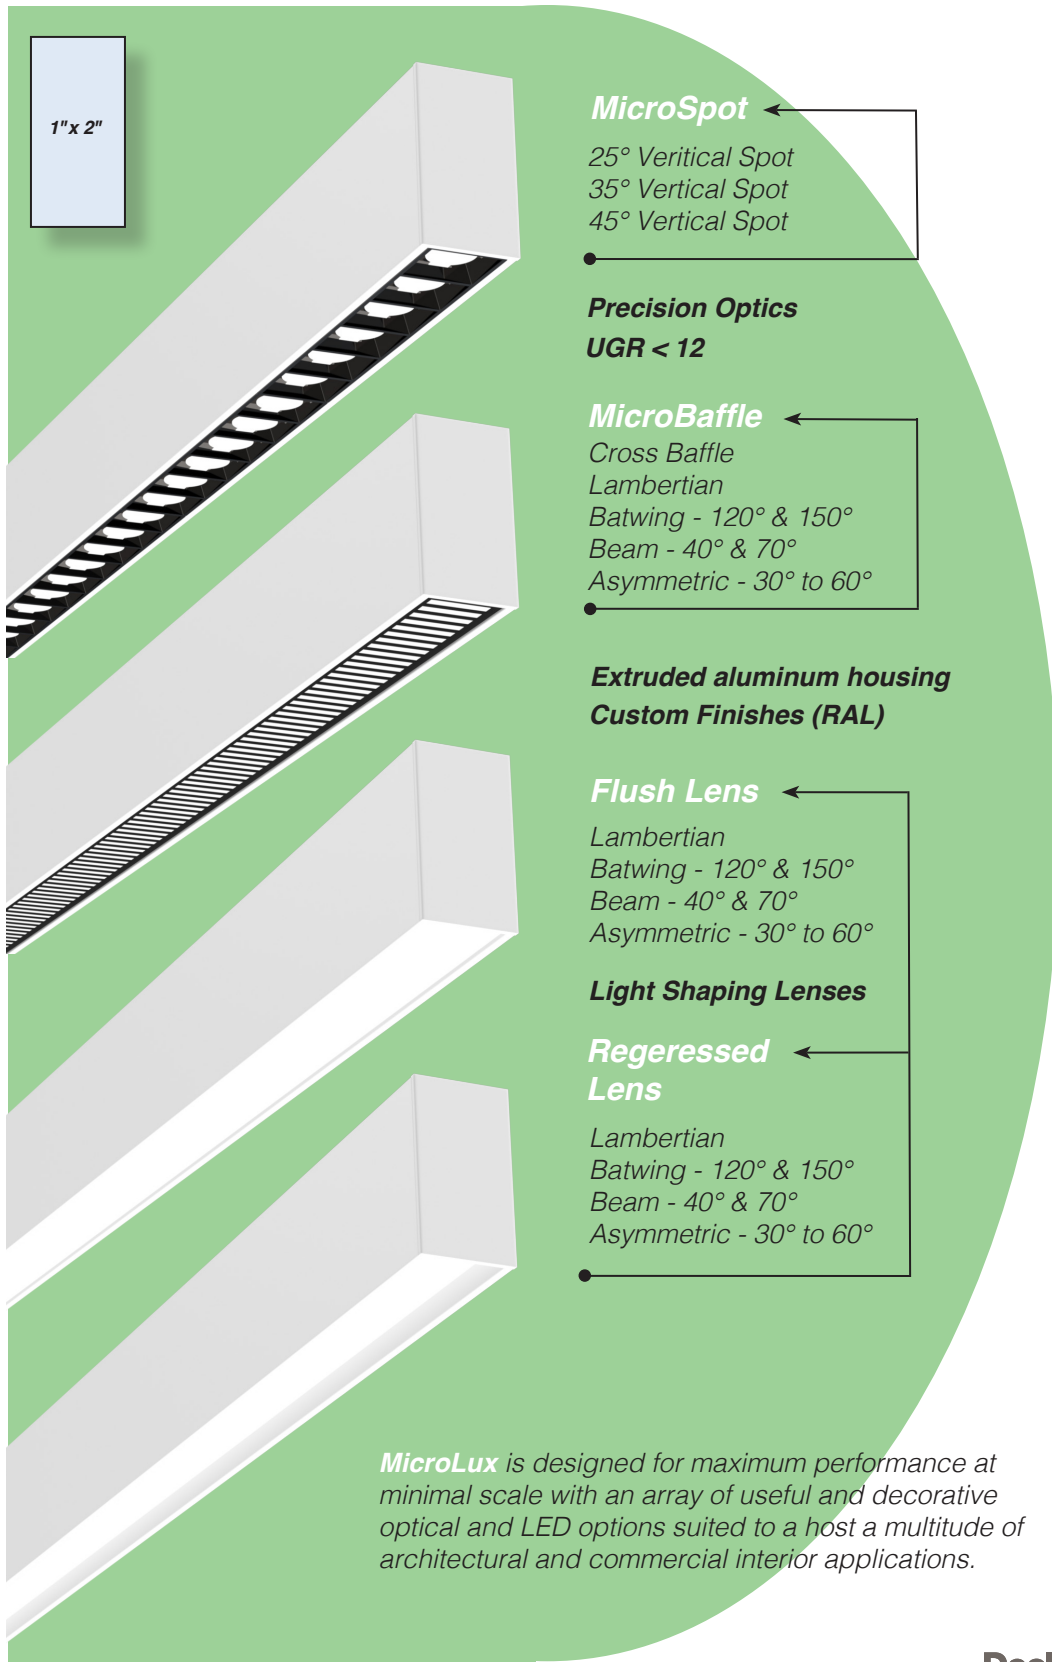 1"x 2"
MicroSpot
25° Veritical Spot
35° Vertical Spot
45° Vertical Spot
Precision Optics
UGR < 12
MicroBaffle
Cross Baffle
Lambertian
Batwing - 120° & 150°
Beam - 40° & 70°
Asymmetric - 30° to 60°
Extruded aluminum housing
Custom Finishes (RAL)
Flush Lens
Lambertian
Batwing - 120° & 150°
Beam - 40° & 70°
Asymmetric - 30° to 60°
Light Shaping Lenses
Regeressed
Lens
Lambertian
Batwing - 120° & 150°
Beam - 40° & 70°
Asymmetric - 30° to 60°
MicroLux is designed for maximum performance at
minimal scale with an array of useful and decorative
optical and LED options suited to a host a multitude of
architectural and commercial interior applications.